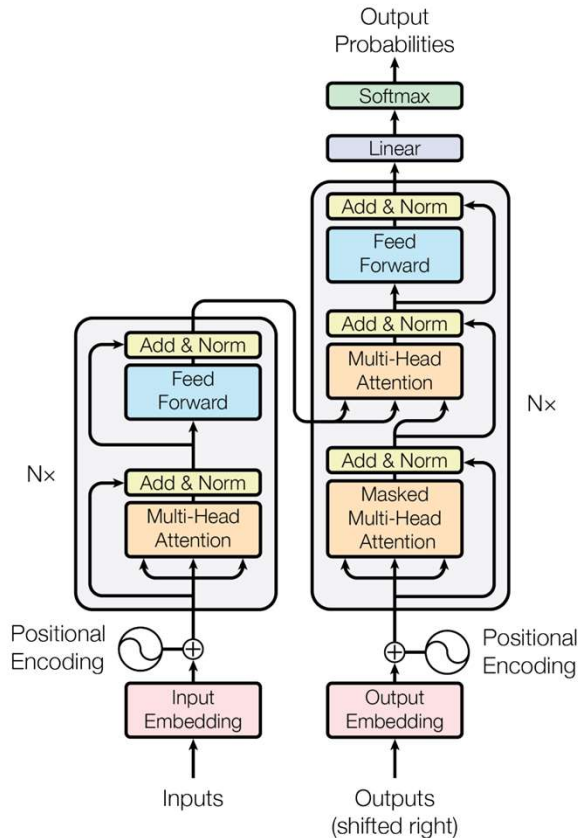 Output
Probabilities
Softmax
Linear
Add & Norm
Feed
Forward
Add & Norm
Multi-Head
Attention
Add & Norm
Masked
Multi-Head
Attention
N×
Add & Norm
Feed
Forward
Add & Norm
Multi-Head
Attention
N×
Positional
Encoding
Positional
Encoding
Input
Embedding
Output
Embedding
Inputs
Outputs
(shifted right)